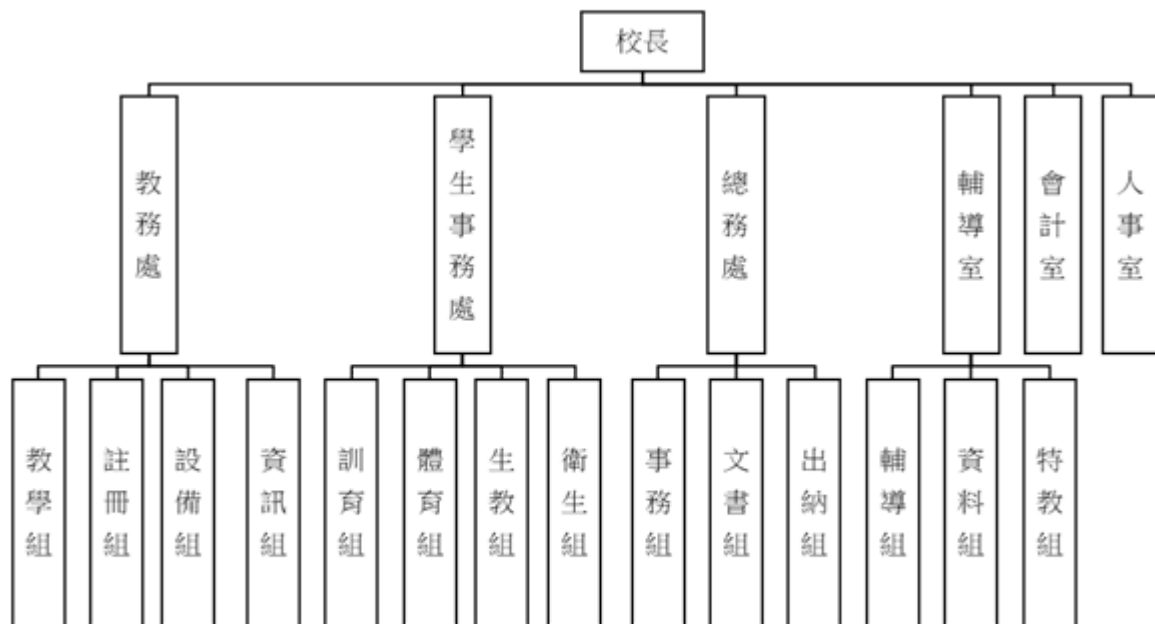 校長
教務處
學生事務處
總務處
輔導室
會計室
人事室
教學組
註冊組
設備組
資訊組
訓育組
體育組
生教組
衛生組
事務組
文書組
出納組
輔導組
資料組
特教組